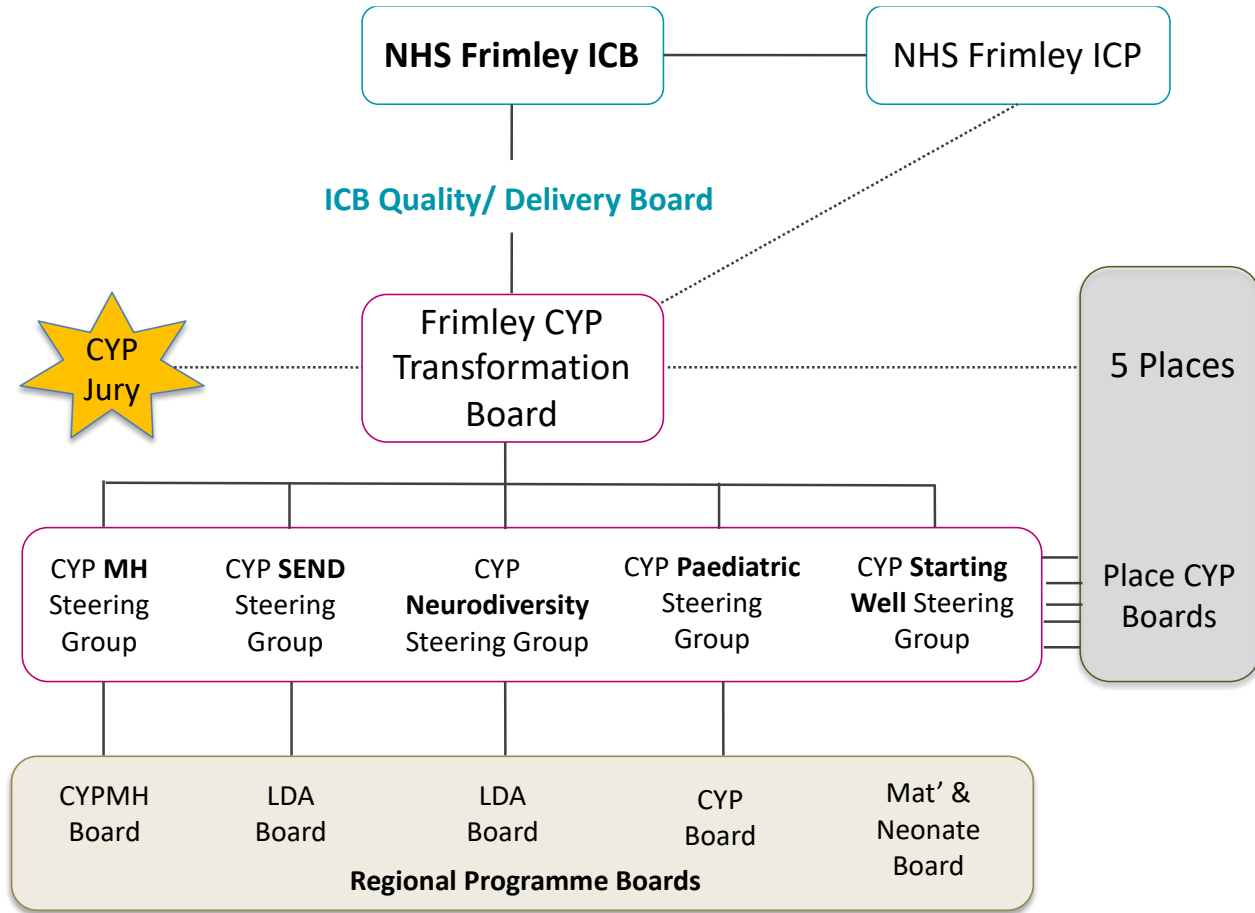 NHS Frimley ICB
NHS Frimley ICP
ICB Quality/ Delivery Board
CYP
Jury
Frimley CYP
Transformation
Board
5 Places
CYP MH
Steering
Group
CYP SEND
Steering
Group
CYP
Neurodiversity
Steering Group
CYP Paediatric
Steering
Group
CYP Starting
Well Steering
Group
Place CYP
Boards
CYPMH
Board
LDA
Board
LDA
Board
CYP
Board
Mat’ &
Neonate
Board
Regional Programme Boards